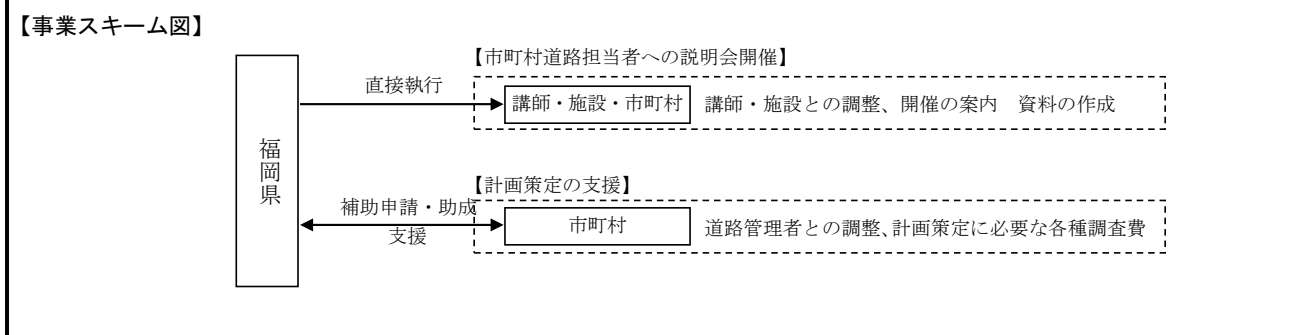 【事業スキーム図】
【市町村道路担当者への説明会開催】
直接執行
講師・施設・市町村
講師・施設との調整、開催の案内　資料の作成
福岡県
【計画策定の支援】
補助申請・助成
支援
市町村
道路管理者との調整、計画策定に必要な各種調査費